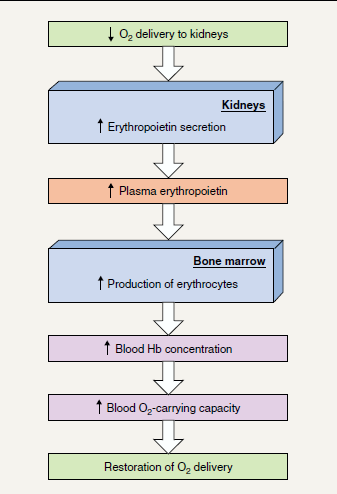 ↓ O₂ delivery to kidneys
Kidneys
↑ Erythropoietin secretion
↑ Plasma erythropoietin
Bone marrow
↑ Production of erythrocytes
↑ Blood Hb concentration
↑ Blood O₂-carrying capacity
Restoration of O₂ delivery